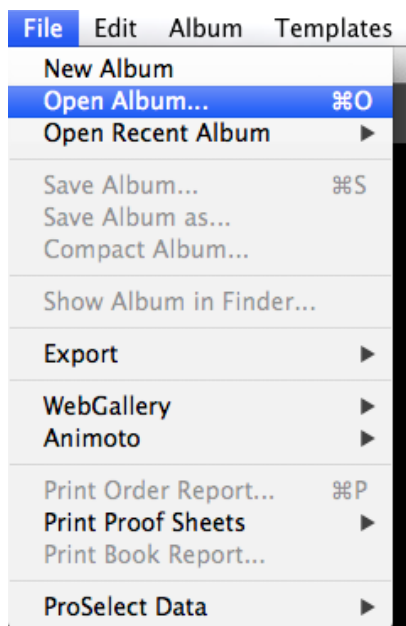 File Edit Album Templates
New Album
Open Album... ⌘O
Open Recent Album ▶
Save Album... ⌘S
Save Album as...
Compact Album...
Show Album in Finder...
Export ▶
WebGallery ▶
Animoto ▶
Print Order Report... ⌘P
Print Proof Sheets ▶
Print Book Report...
ProSelect Data ▶